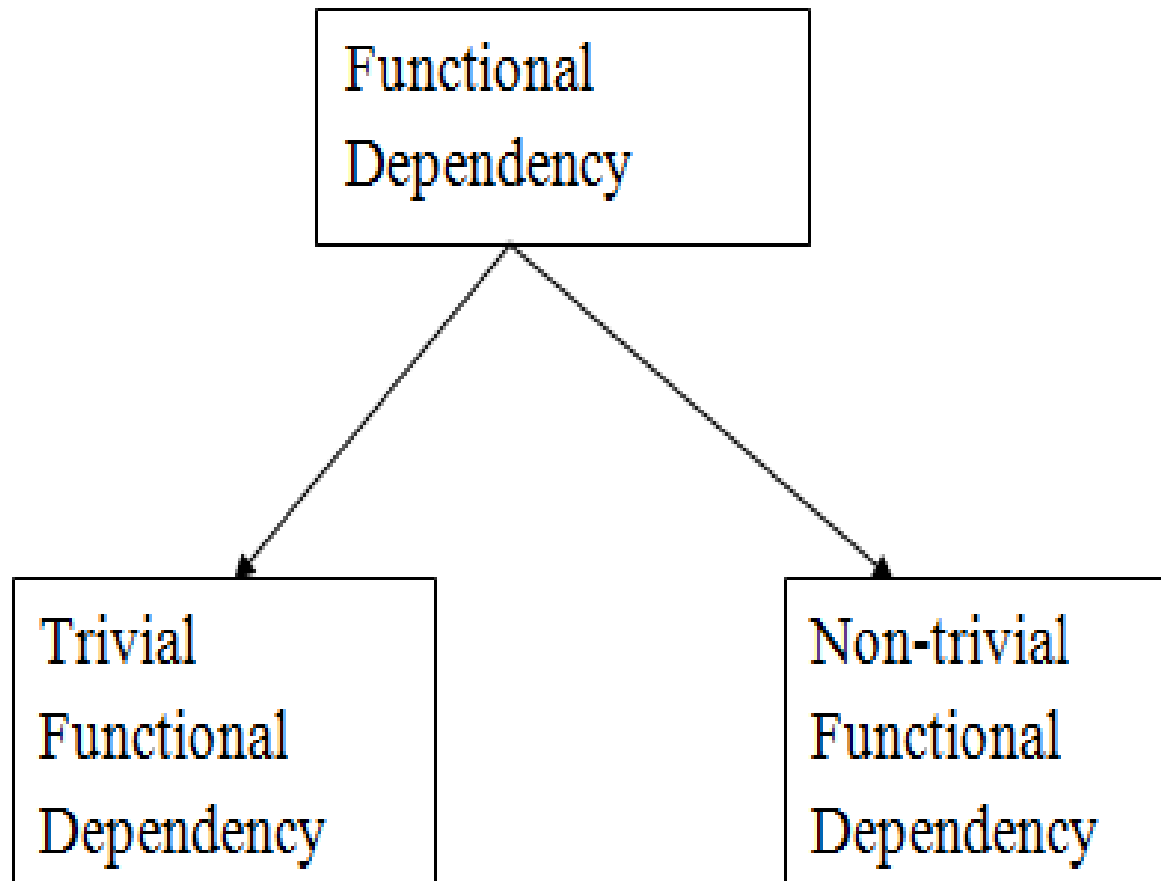 Functional
Dependency
Trivial
Functional
Dependency
Non-trivial
Functional
Dependency